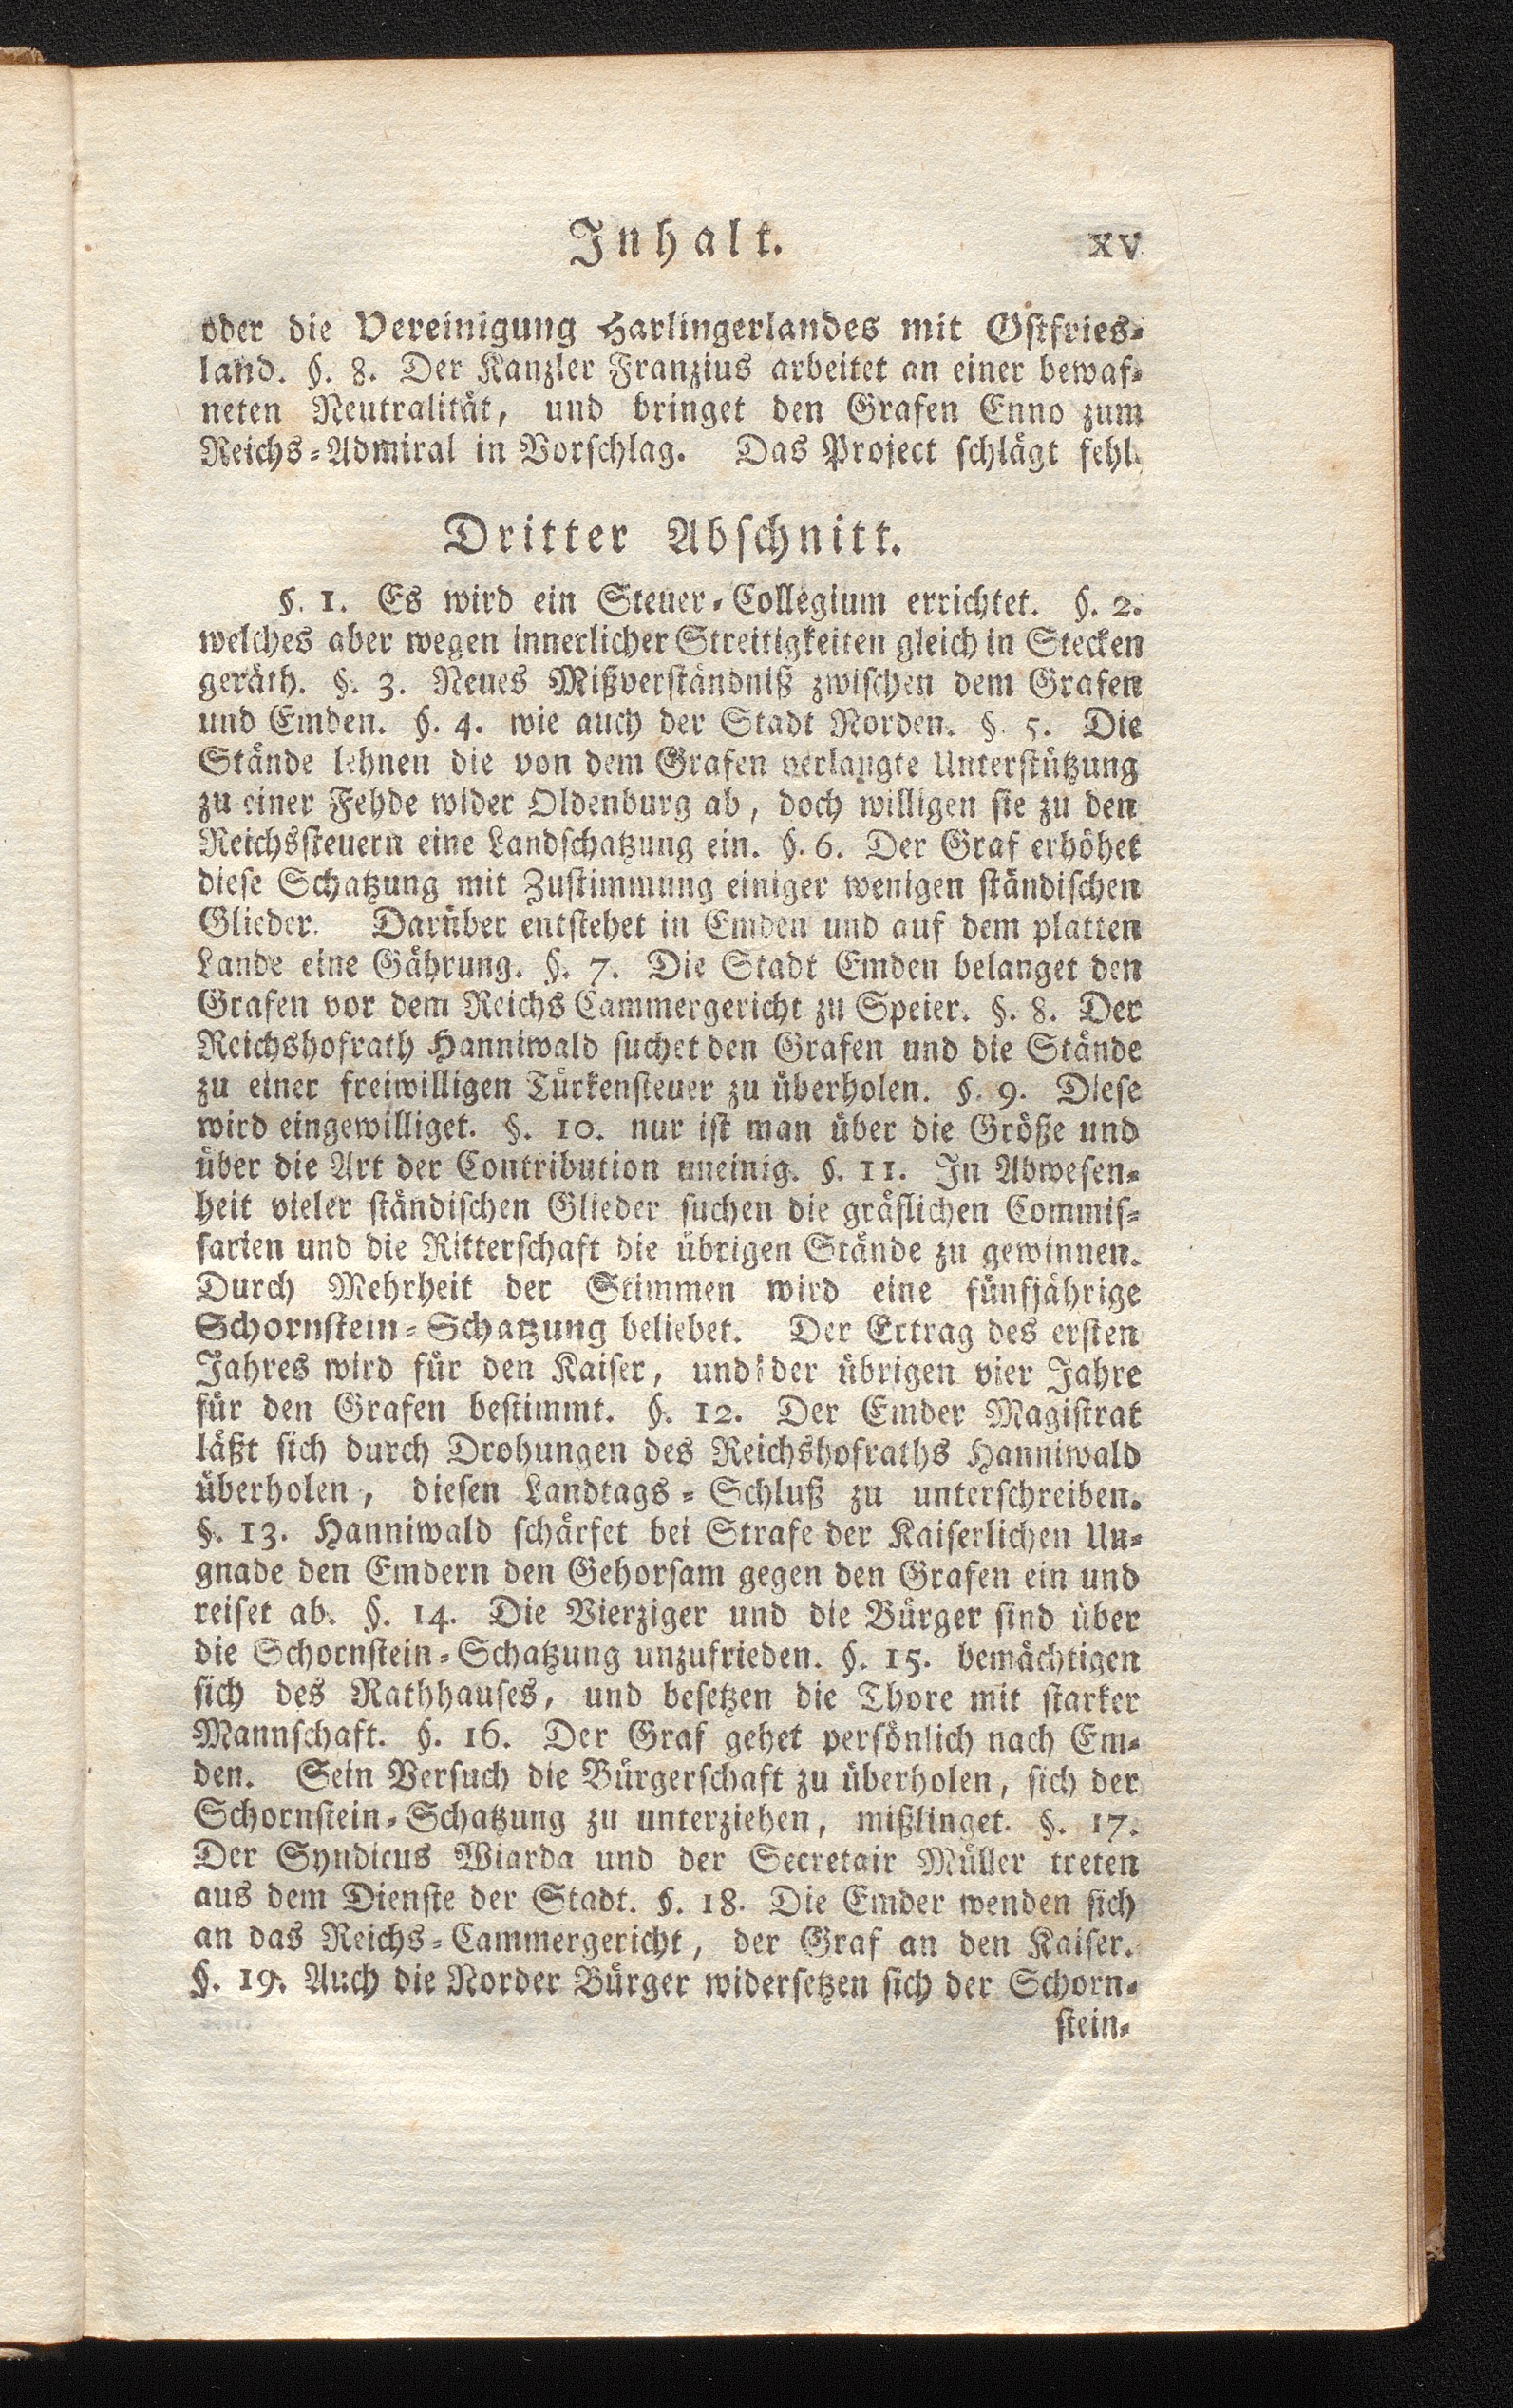 Inhalt. XV
oder die Vereinigung Harlingerlandes mit Ostfries-
land. §. 8. Der Kanzler Franzius arbeitet an einer bewaf-
neten Neutralität, und bringet den Grafen Enno zum
Reichs-Admiral in Vorschlag. Das Project schlägt fehl.
Dritter Abschnitt.
§. 1. Es wird ein Steuer-Collegium errichtet. §. 2.
welches aber wegen innerlicher Streitigkeiten gleich in Stecken
geräth. §. 3. Neues Mißverständniß zwischen dem Grafen
und Emden. §. 4. wie auch der Stadt Norden. §. 5. Die
Stände lehnen die von dem Grafen verlangte Unterstützung
zu einer Fehde wider Oldenburg ab, doch willigen sie zu den
Reichssteuern eine Landschatzung ein. §. 6. Der Graf erhöhet
diese Schatzung mit Zustimmung einiger wenigen ständischen
Glieder. Darüber entstehet in Emden und auf dem platten
Lande eine Gährung. §. 7. Die Stadt Emden belanget den
Grafen vor dem Reichs Cammergericht zu Speier. §. 8. Der
Reichshofrath Hanniwald suchet den Grafen und die Stände
zu einer freiwilligen Türkensteuer zu überholen. §. 9. Diese
wird eingewilliget. §. 10. nur ist man über die Größe und
über die Art der Contribution uneinig. §. 11. In Abwesen-
heit vieler ständischen Glieder suchen die gräflichen Commis-
sarien und die Ritterschaft die übrigen Stände zu gewinnen.
Durch Mehrheit der Stimmen wird eine fünfjährige
Schornstein-Schatzung beliebet. Der Ertrag des ersten
Jahres wird für den Kaiser, und der übrigen vier Jahre
für den Grafen bestimmt. §. 12. Der Emder Magistrat
läßt sich durch Drohungen des Reichshofraths Hanniwald
überholen, diesen Landtags-Schluß zu unterschreiben.
§. 13. Hanniwald schärfet bei Strafe der Kaiserlichen Un-
gnade den Emdern den Gehorsam gegen den Grafen ein und
reiset ab. §. 14. Die Vierziger und die Bürger sind über
die Schornstein-Schatzung unzufrieden. §. 15. bemächtigen
sich des Rathhauses, und besetzen die Thore mit starker
Mannschaft. §. 16. Der Graf gehet persönlich nach Em-
den. Sein Versuch die Bürgerschaft zu überholen, sich der
Schornstein-Schatzung zu unterziehen, mißlinget. §. 17.
Der Syndicus Wiarda und der Secretair Müller treten
aus dem Dienste der Stadt. §. 18. Die Emder wenden sich
an das Reichs-Cammergericht, der Graf an den Kaiser.
§. 19. Auch die Norder Bürger widersetzen sich der Schorn-
stein-